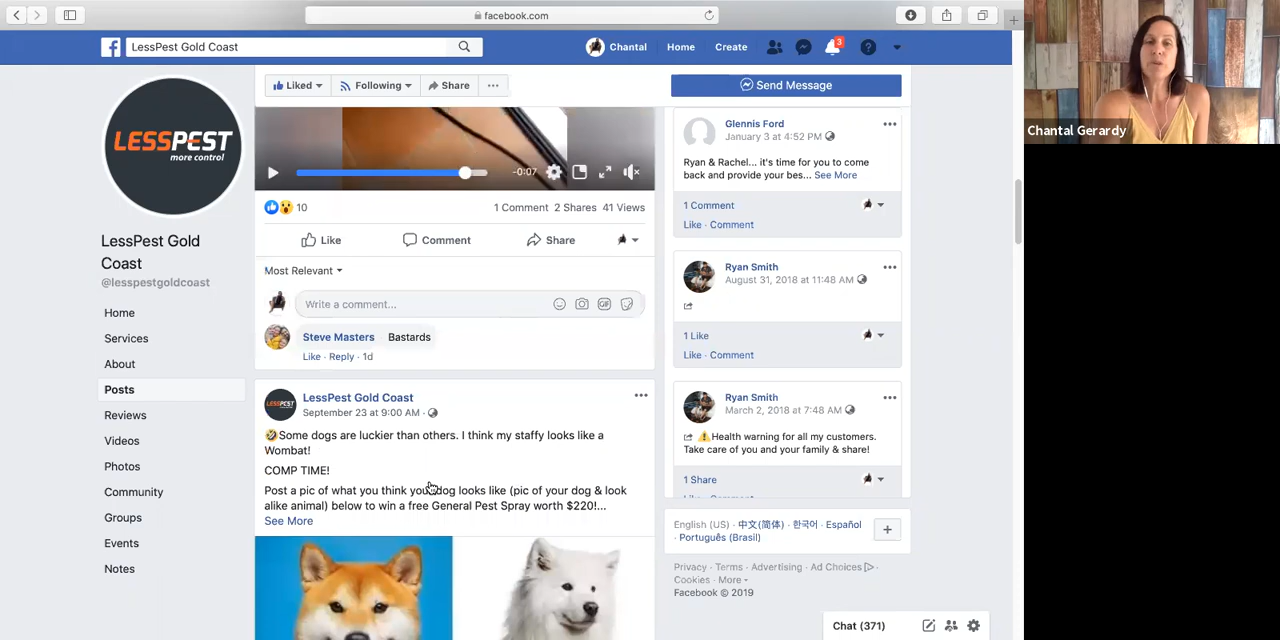 facebook.com
LessPest Gold Coast
Chantal
Home
Create
3
Liked
Following
Share
Send Message
LESSPEST
more control
LessPest Gold
Coast
@lesspestgoldcoast
Home
Services
About
Posts
Reviews
Videos
Photos
Community
Groups
Events
Notes
-0:07
10
1 Comment 2 Shares 41 Views
Like
Comment
Share
Most Relevant
Write a comment...
GIF
Steve Masters Bastards
Like · Reply · 1d
LESSPEST
LessPest Gold Coast
September 23 at 9:00 AM ·
Some dogs are luckier than others. I think my staffy looks like a
Wombat!
COMP TIME!
Post a pic of what you think your dog looks like (pic of your dog & look
alike animal) below to win a free General Pest Spray worth $220!...
See More
Glennis Ford
January 3 at 4:52 PM
Ryan & Rachel... it's time for you to come
back and provide your bes... See More
1 Comment
Like · Comment
Ryan Smith
August 31, 2018 at 11:48 AM
1 Like
Like · Comment
Ryan Smith
March 2, 2018 at 7:48 AM
Health warning for all my customers.
Take care of you and your family & share!
1 Share
Like · Comment
English (US) · 中文(简体) · 한국어 · Español
· Português (Brasil)
Privacy · Terms · Advertising · Ad Choices ·
Cookies · More
Facebook © 2019
Chat (371)
Chantal Gerardy